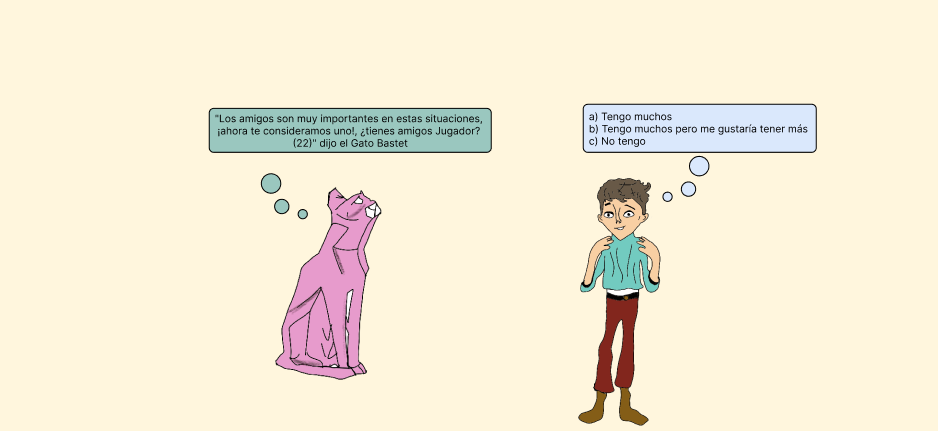 "Los amigos son muy importantes en estas situaciones,
¡ahora te consideramos uno!, ¿tienes amigos Jugador?
(22)" dijo el Gato Bastet
a) Tengo muchos
b) Tengo muchos pero me gustaría tener más
c) No tengo